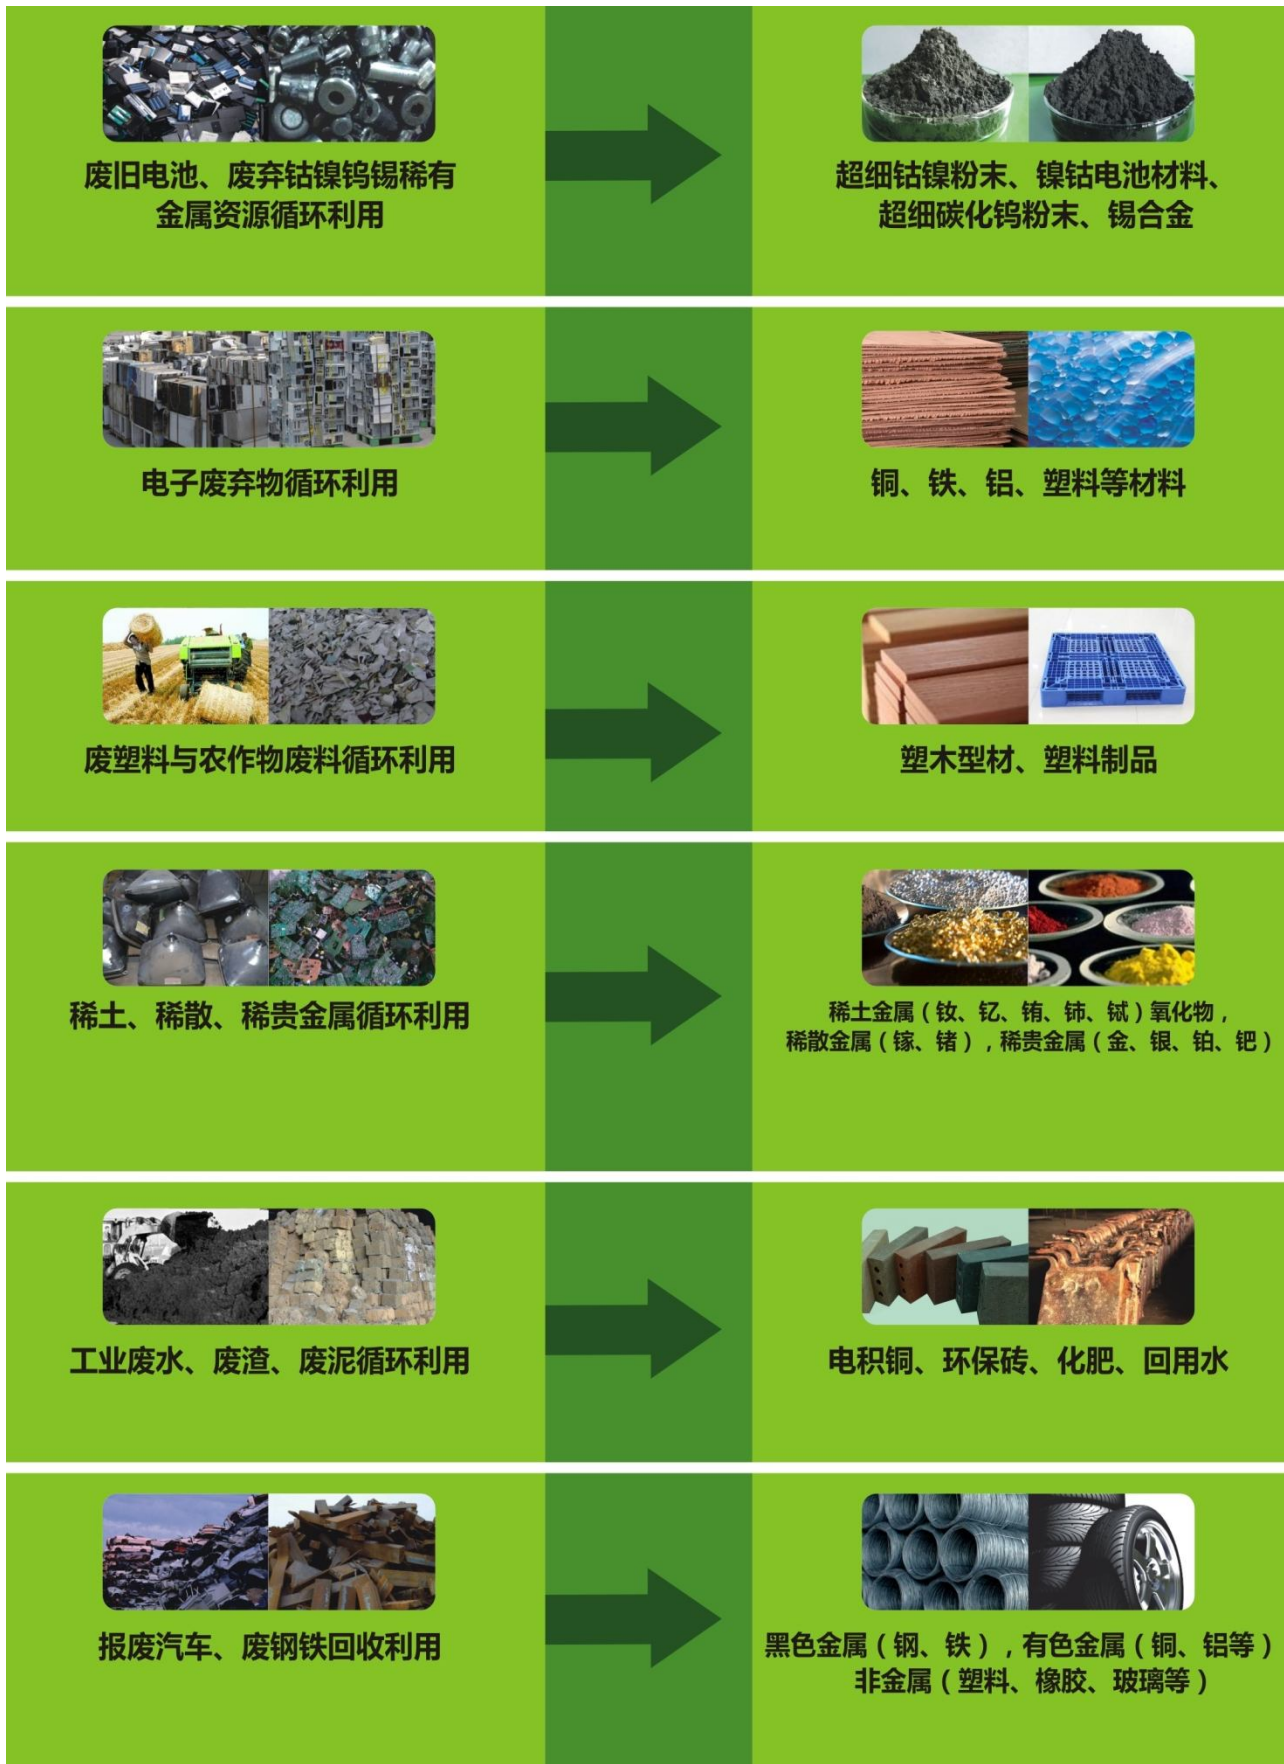 废旧电池、废弃钴镍钨锡稀有
金属资源循环利用
超细钴镍粉末、镍钴电池材料、
超细碳化钨粉末、锡合金
电子废弃物循环利用
铜、铁、铝、塑料等材料
废塑料与农作物废料循环利用
塑木型材、塑料制品
稀土、稀散、稀贵金属循环利用
稀土金属（钕、钇、铕、铈、铽）氧化物，
稀散金属（镓、锗），稀贵金属（金、银、铂、钯）
工业废水、废渣、废泥循环利用
电积铜、环保砖、化肥、回用水
报废汽车、废钢铁回收利用
黑色金属（钢、铁），有色金属（铜、铝等）
非金属（塑料、橡胶、玻璃等）